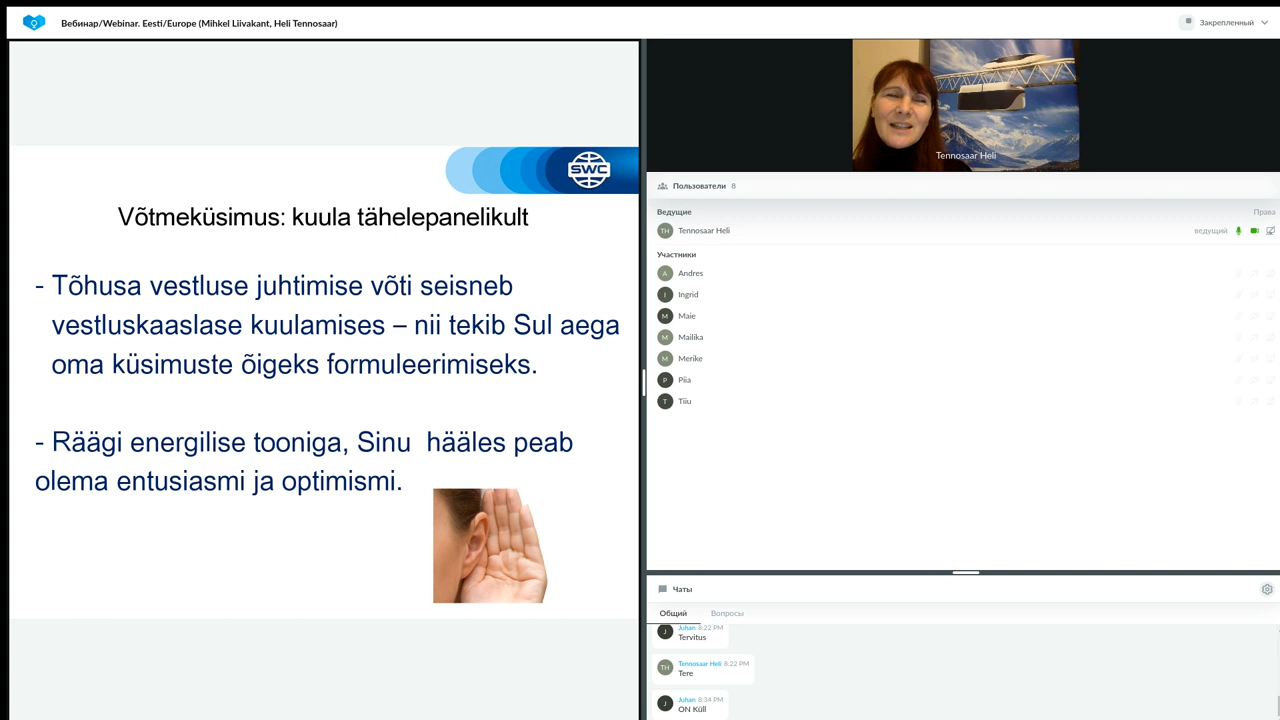 Вебинар/Webinar. Eesti/Europe (Mihkel Liivakant, Heli Tennosaar)
Закрепленный
SWC
Võtmeküsimus: kuula tähelepanelikult
- Tõhusa vestluse juhtimise võti seisneb
vestluskaaslase kuulamises – nii tekib Sul aega
oma küsimuste õigeks formuleerimiseks.
- Räägi energilise tooniga, Sinu  hääles peab
olema entusiasmi ja optimismi.
Tennosaar Heli
Пользователи 8
Ведущие Права
TH Tennosaar Heli ведущий
Участники
A Andres
I Ingrid
M Maie
M Mailika
M Merike
P Piia
T Tiiu
Чаты
Общий Вопросы
J Juhan 8:22 PM
Tervitus
TH Tennosaar Heli 8:22 PM
Tere
J Juhan 8:34 PM
ON Küll